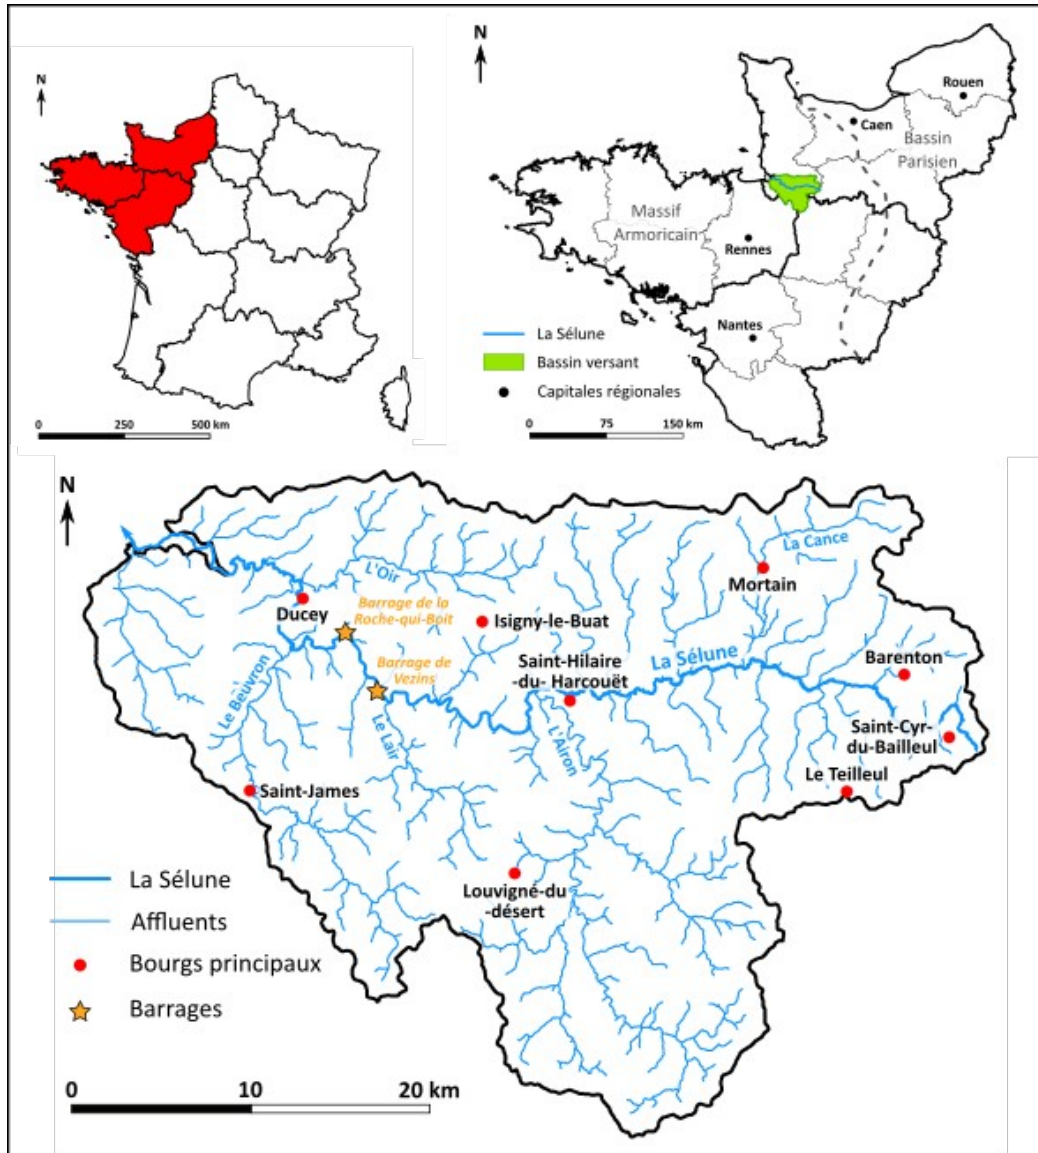 N
0
250
500 km
N
Rouen
Caen
Bassin
Parisien
Massif
Armoricain
Rennes
Nantes
La Sélune
Bassin versant
Capitales régionales
0
75
150 km
N
La Cance
L'Oir
Mortain
Ducey
Barrage de la
Roche-qui-Boit
Isigny-le-Buat
Barrage de
Vezins
Saint-Hilaire
-du- Harcouët
La Sélune
Barenton
Le Beuvron
Le Lair
L'Airon
Saint-Cyr-
du-Bailleul
Le Teilleul
Saint-James
Louvigné-du
-désert
La Sélune
Affluents
Bourgs principaux
Barrages
0
10
20 km